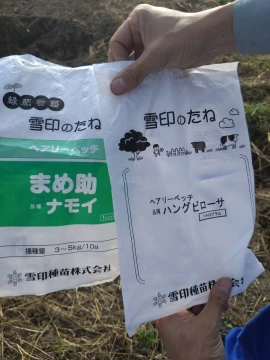 緑肥物語
雪印のたね
ヘアリーベッチ
まめ助
品種 ナモイ
播種量 3～5kg/10a
雪印種苗株式会
雪印のたね
ヘアリーベッチ
品種 ハングビローサ
雪印種苗株式会